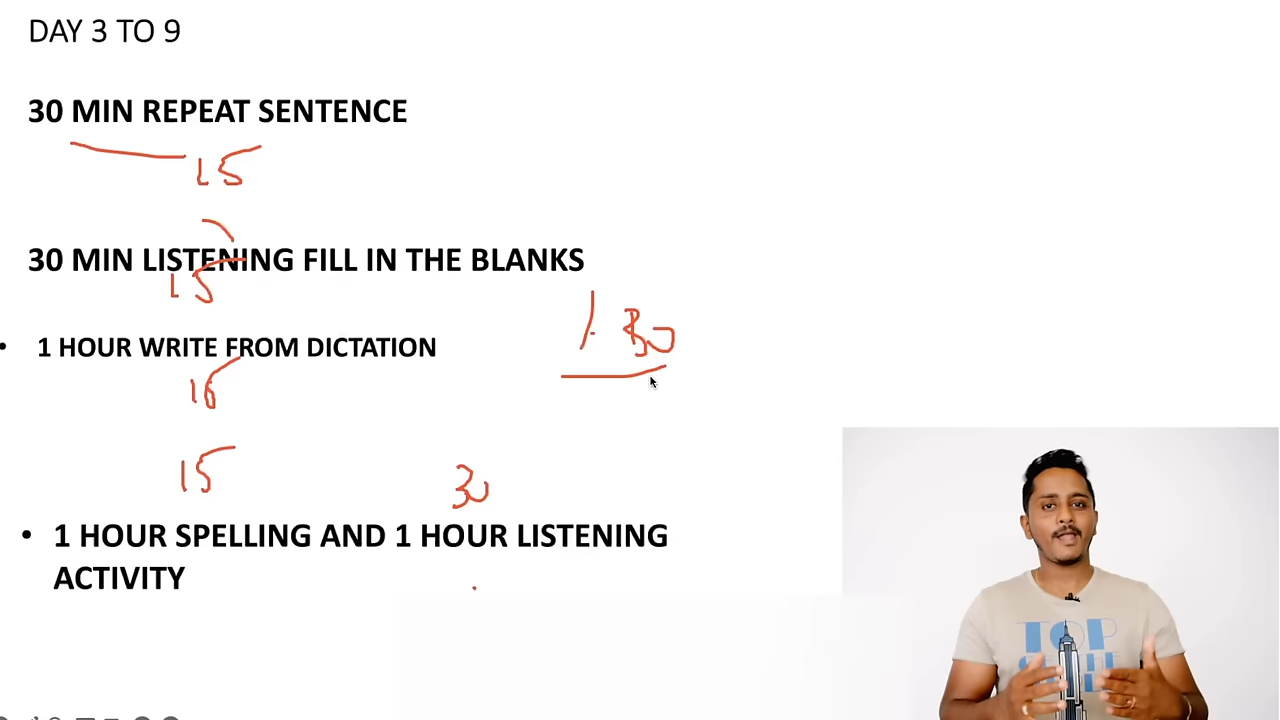 DAY 3 TO 9
30 MIN REPEAT SENTENCE
15
30 MIN LISTENING FILL IN THE BLANKS
15
1.30
• 1 HOUR WRITE FROM DICTATION
15
15
30
• 1 HOUR SPELLING AND 1 HOUR LISTENING
ACTIVITY
TOP